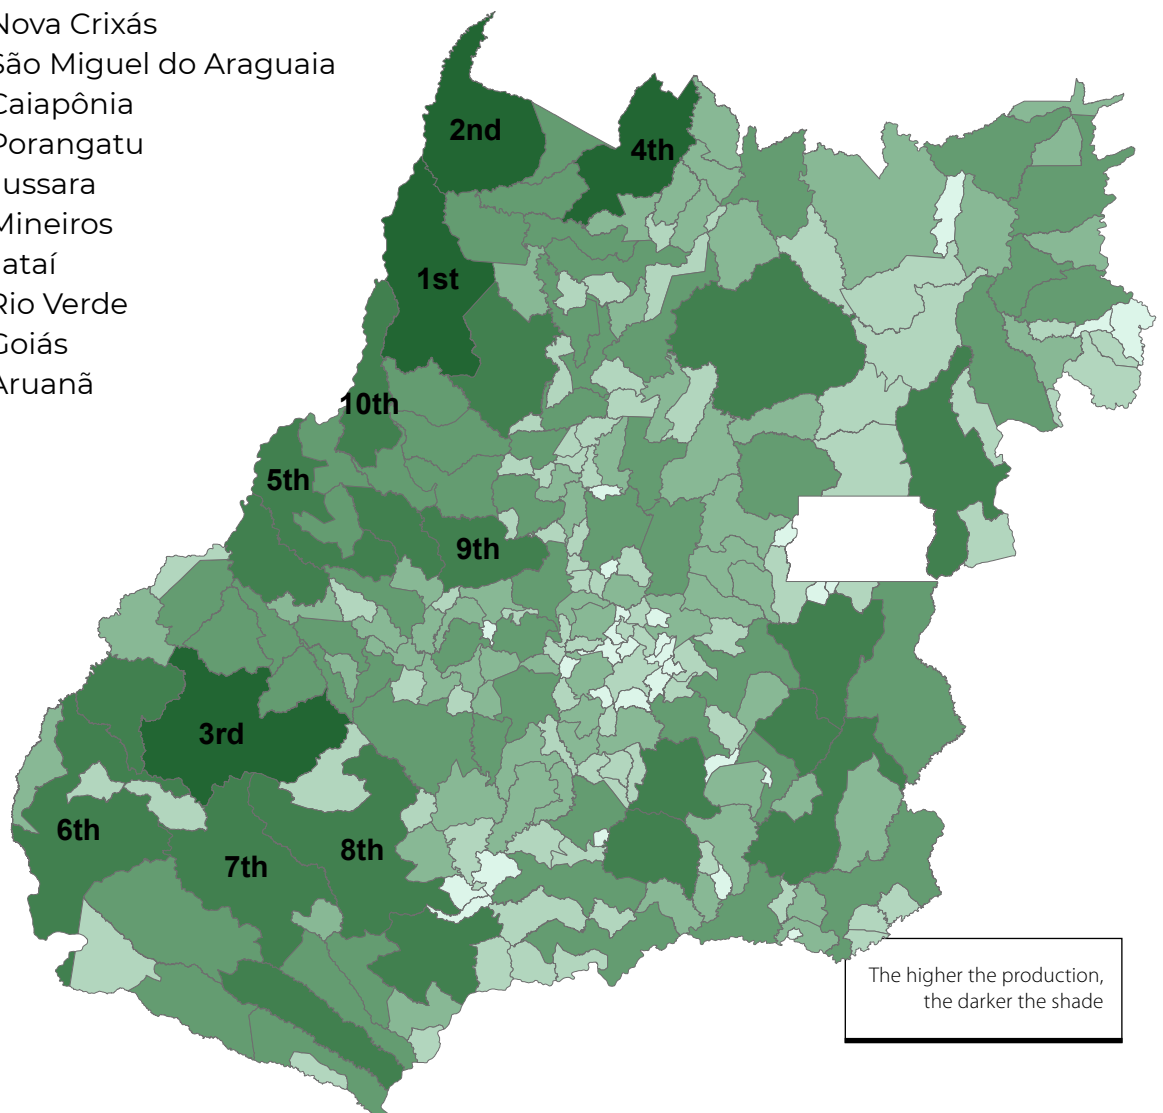 Nova Crixás
São Miguel do Araguaia
Caiapônia
Porangatu
ussara
Mineiros
ataí
Rio Verde
Goiás
Aruanã
2nd
4th
1st
10th
5th
9th
3rd
6th
8th
7th
The higher the production,
the darker the shade